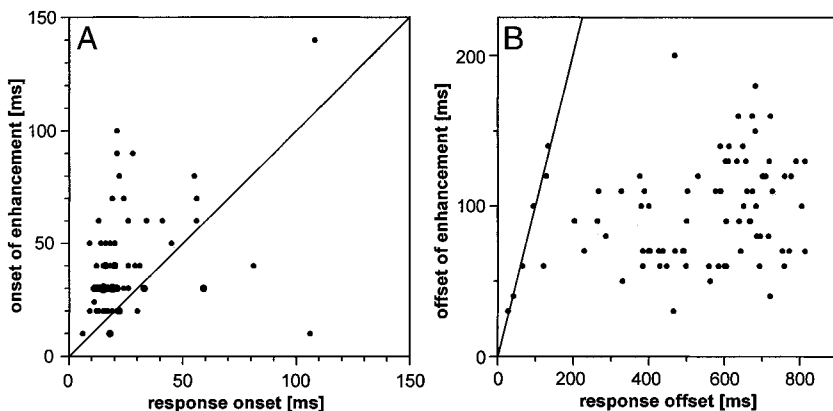 A
150
100
50
0
onset of enhancement [ms]
0 50 100 150
response onset [ms]
B
200
100
0
offset of enhancement [ms]
0 200 400 600 800
response offset [ms]